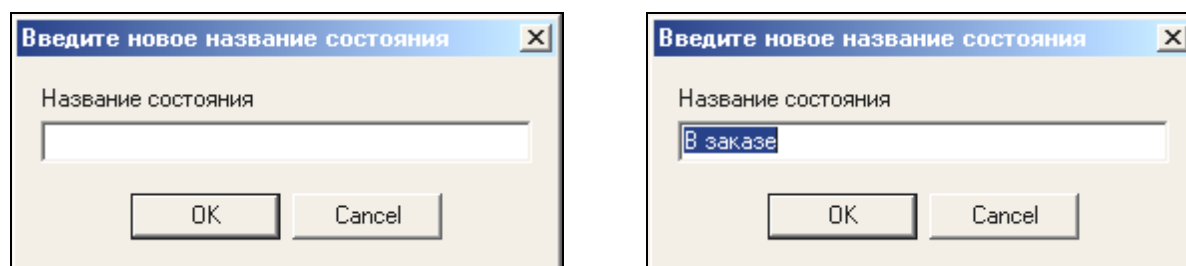 Введите новое название состояния
Название состояния
OK Cancel
Введите новое название состояния
Название состояния
В заказе
OK Cancel